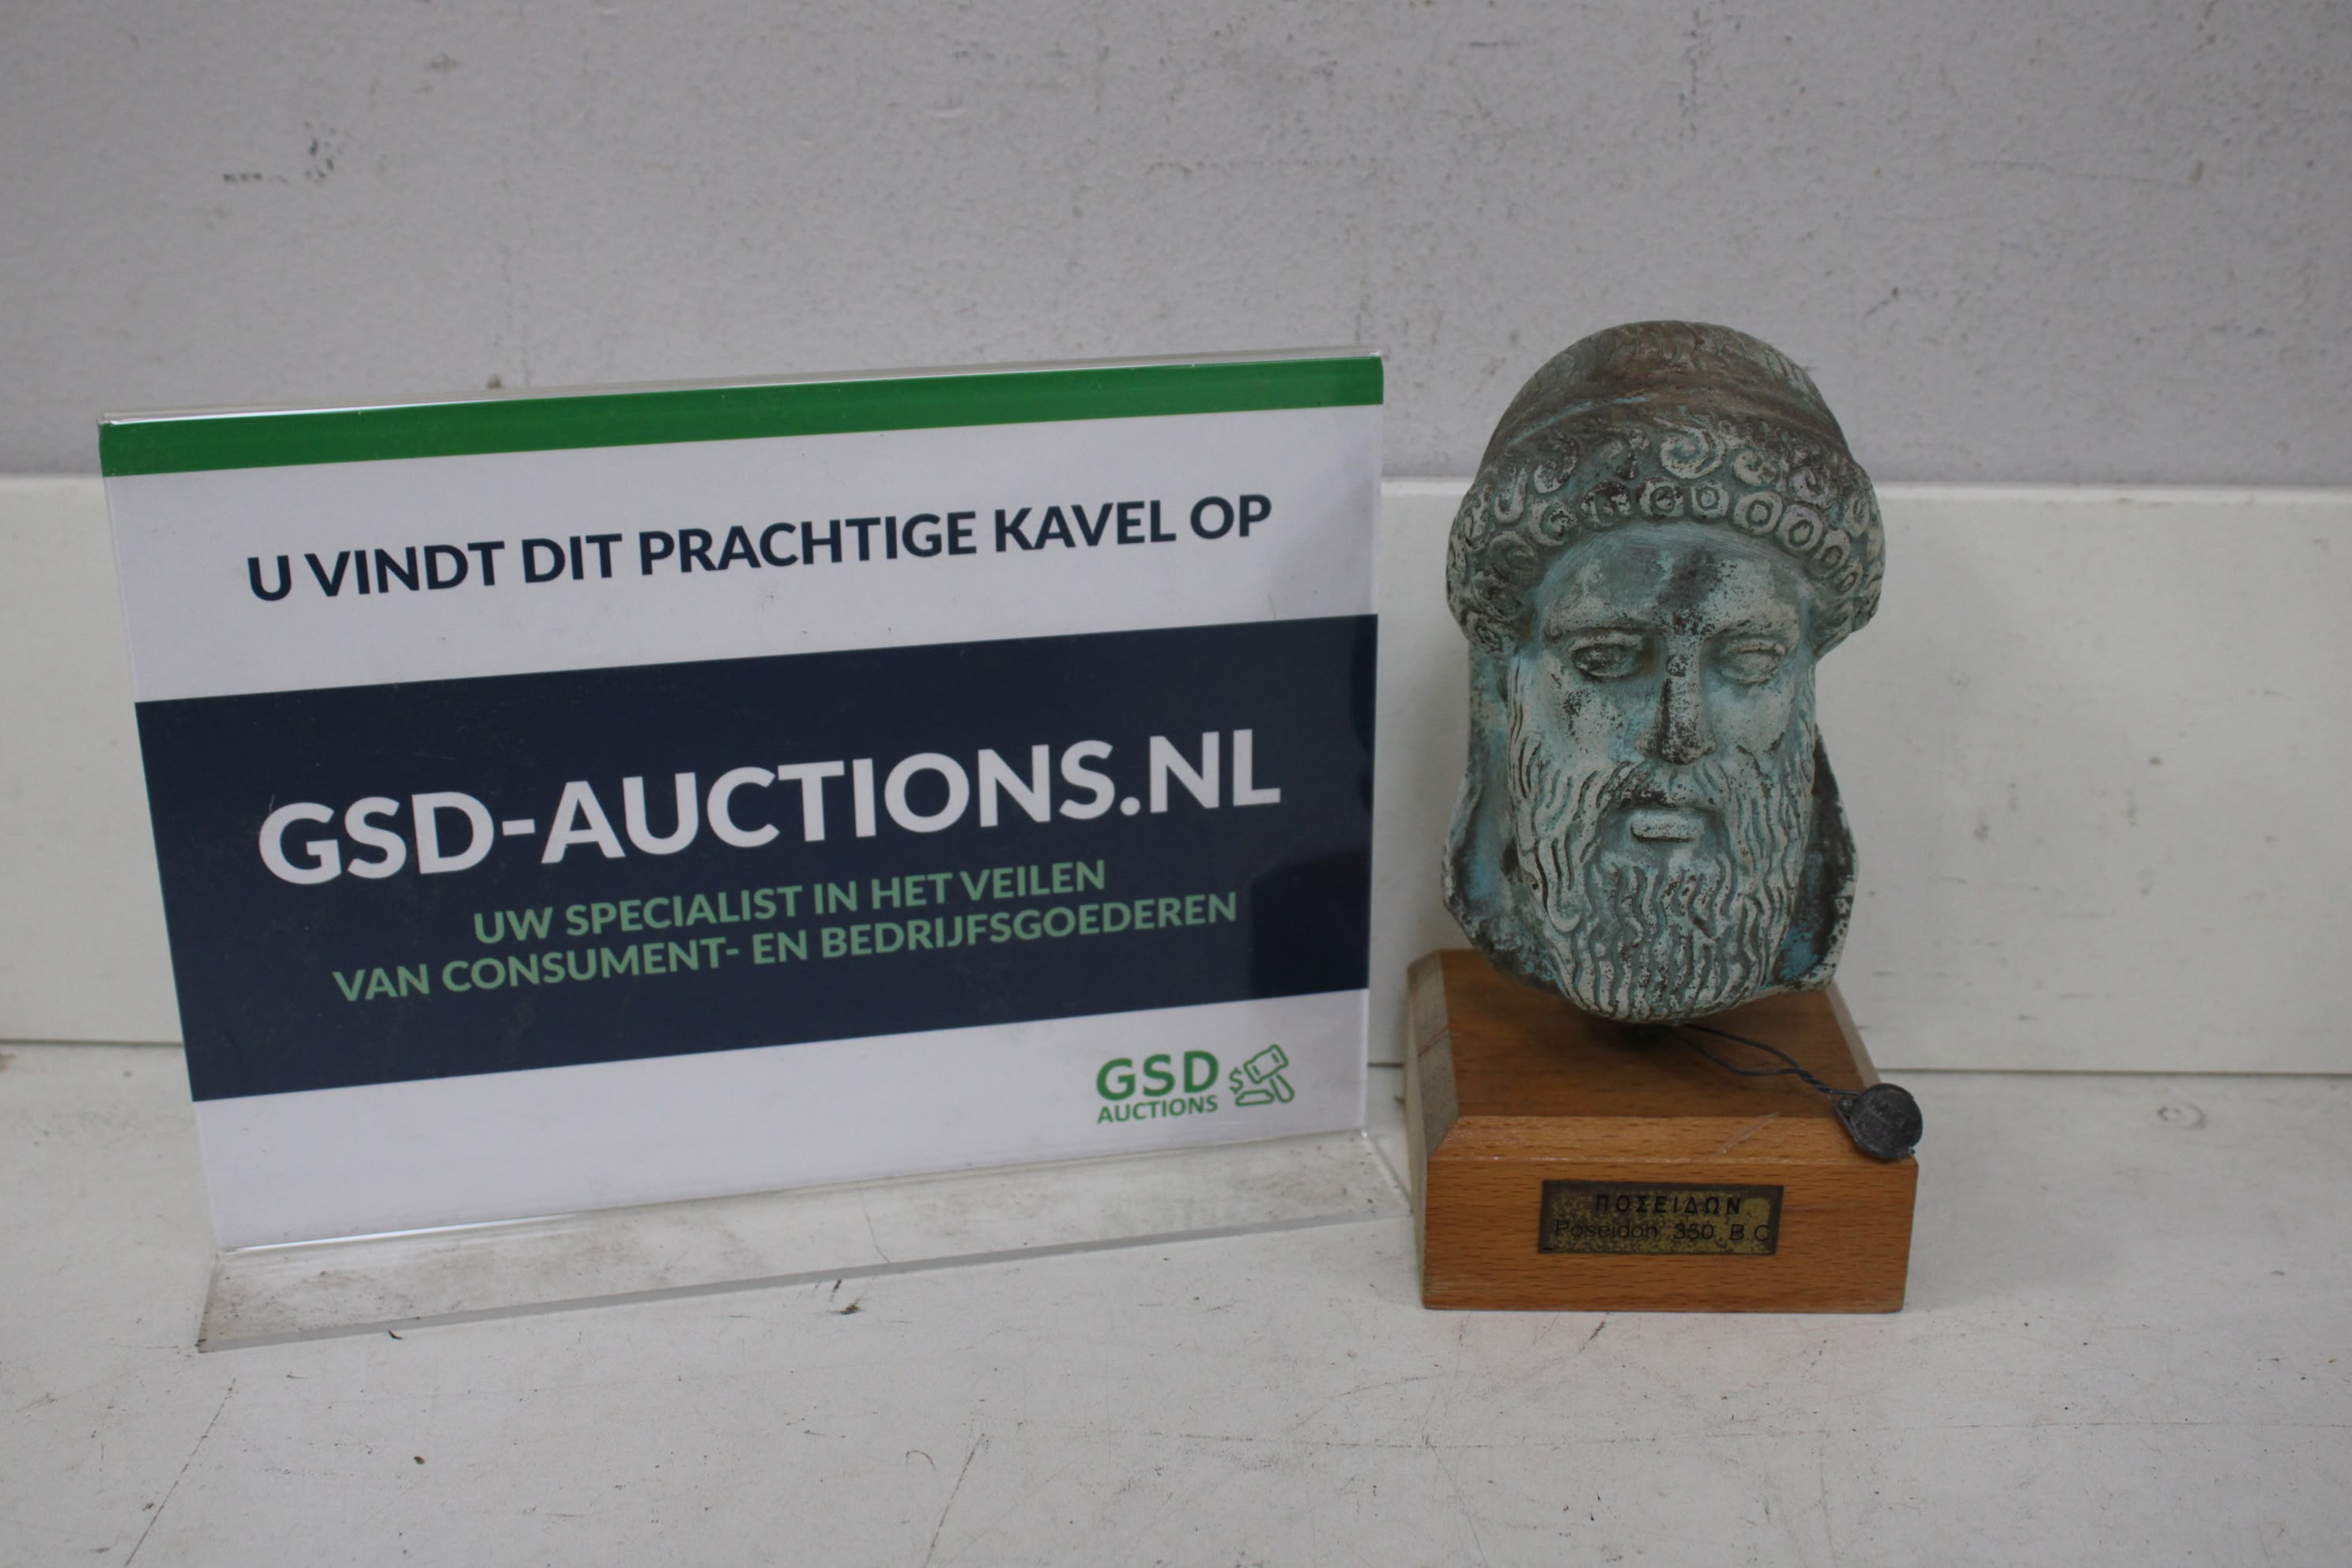 U VINDT DIT PRACHTIGE KAVEL OP
GSD-AUCTIONS.NL
UW SPECIALIST IN HET VEILEN
VAN CONSUMENT- EN BEDRIJFSGOEDEREN
GSD
AUCTIONS
$
ΠΟΣΕΙΔΩΝ
Poseidon 350 B.C